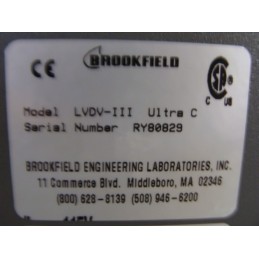 CE BROOKFIELD
C US
Model LVDV-III Ultra C
Serial Number RY80829
BROOKFIELD ENGINEERING LABORATORIES, INC.
11 Commerce Blvd. Middleboro, MA 02346
(800) 628-8139 (508) 946-6200